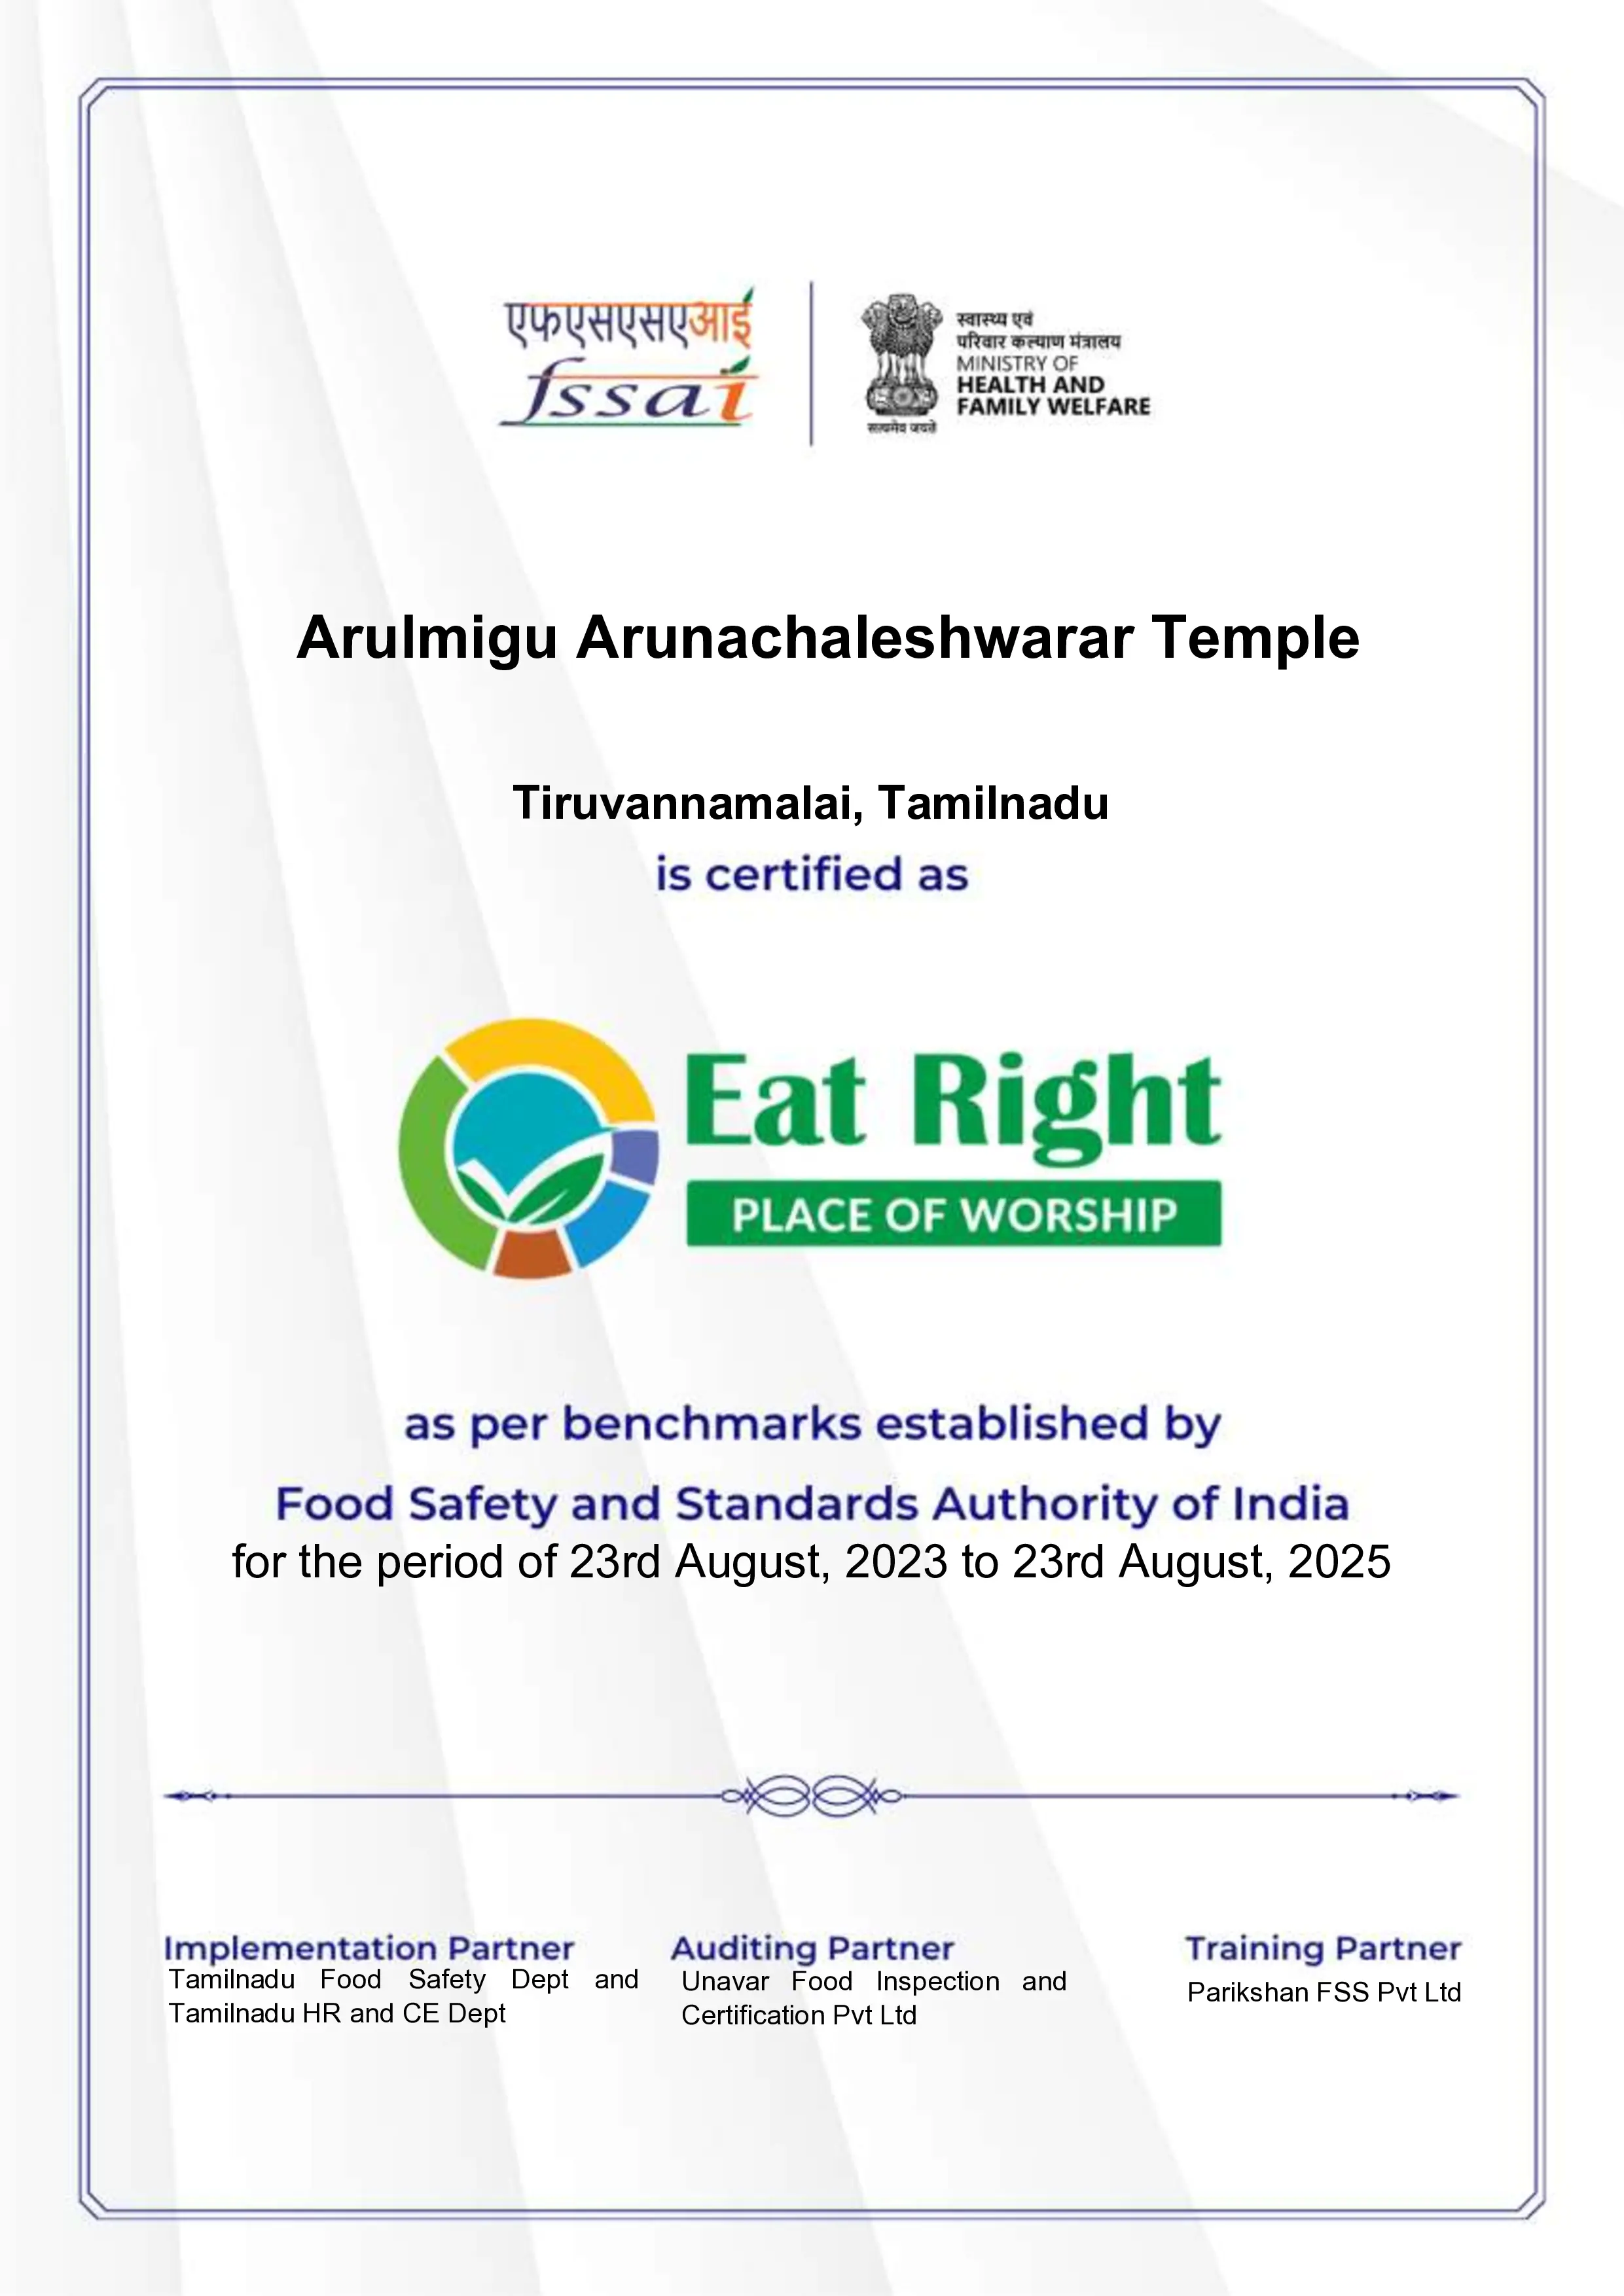 एफएसएसएआई
fssai
स्वास्थ्य एवं
परिवार कल्याण मंत्रालय
MINISTRY OF
HEALTH AND
FAMILY WELFARE
सत्यमेव जयते
Arulmigu Arunachaleshwarar Temple
Tiruvannamalai, Tamilnadu
is certified as
Eat Right
PLACE OF WORSHIP
as per benchmarks established by
Food Safety and Standards Authority of India
for the period of 23rd August, 2023 to 23rd August, 2025
Implementation Partner
Tamilnadu Food Safety Dept and
Tamilnadu HR and CE Dept
Auditing Partner
Unavar Food Inspection and
Certification Pvt Ltd
Training Partner
Parikshan FSS Pvt Ltd